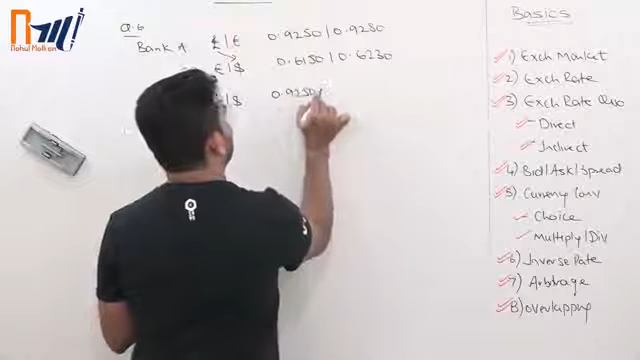 Rahul Malkan
Q.6
Bank A £|€ 0.9250 / 0.9280
€|$ 0.6150 / 0.6230
|$ 0.9250
Basics
1) Exch Market
2) Exch Rate
3) Exch Rate Quo
- Direct
- Indirect
4) Bid/Ask/Spread
5) Currency Conv
- Choice
- Multiply/Div
6) Inverse Rate
7) Arbitrage
8) Overlapping